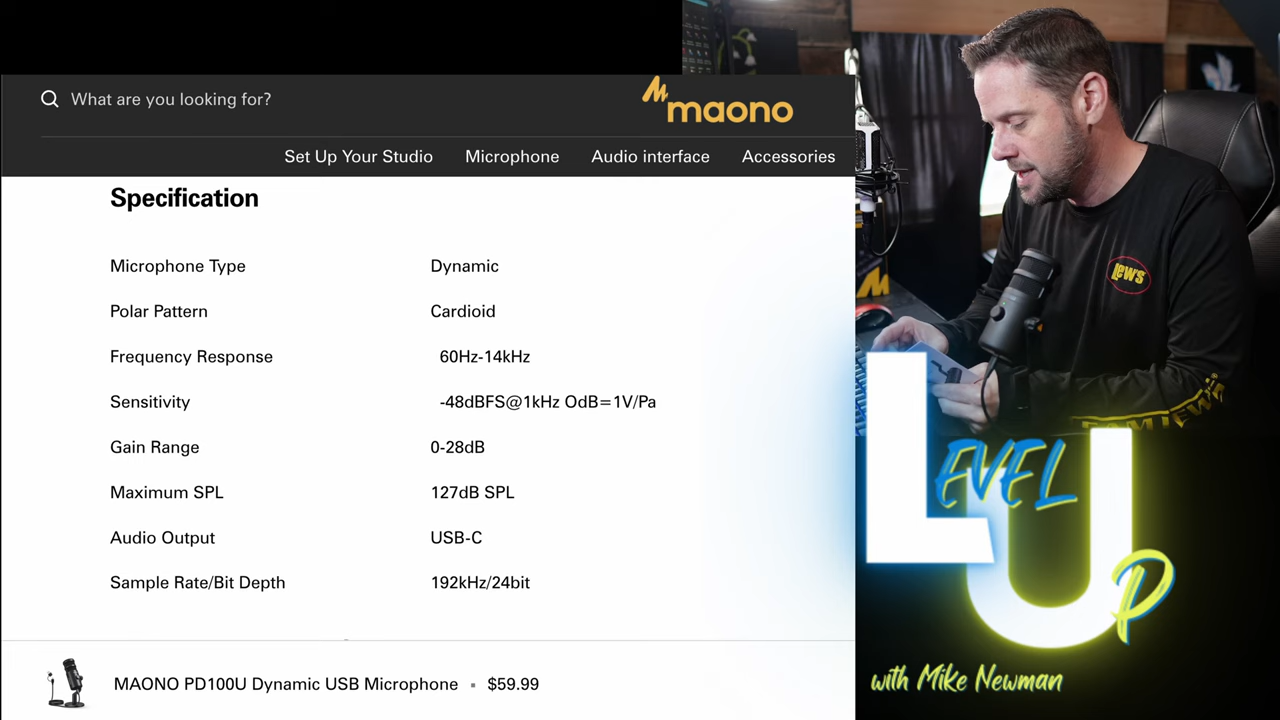 What are you looking for?
maono
Set Up Your Studio Microphone Audio interface Accessories
Specification
Microphone Type Dynamic
Polar Pattern Cardioid
Frequency Response 60Hz-14kHz
Sensitivity -48dBFS@1kHz OdB=1V/Pa
Gain Range 0-28dB
Maximum SPL 127dB SPL
Audio Output USB-C
Sample Rate/Bit Depth 192kHz/24bit
MAONO PD100U Dynamic USB Microphone ▪ $59.99
Lew's
LEVEL
UP
with Mike Newman